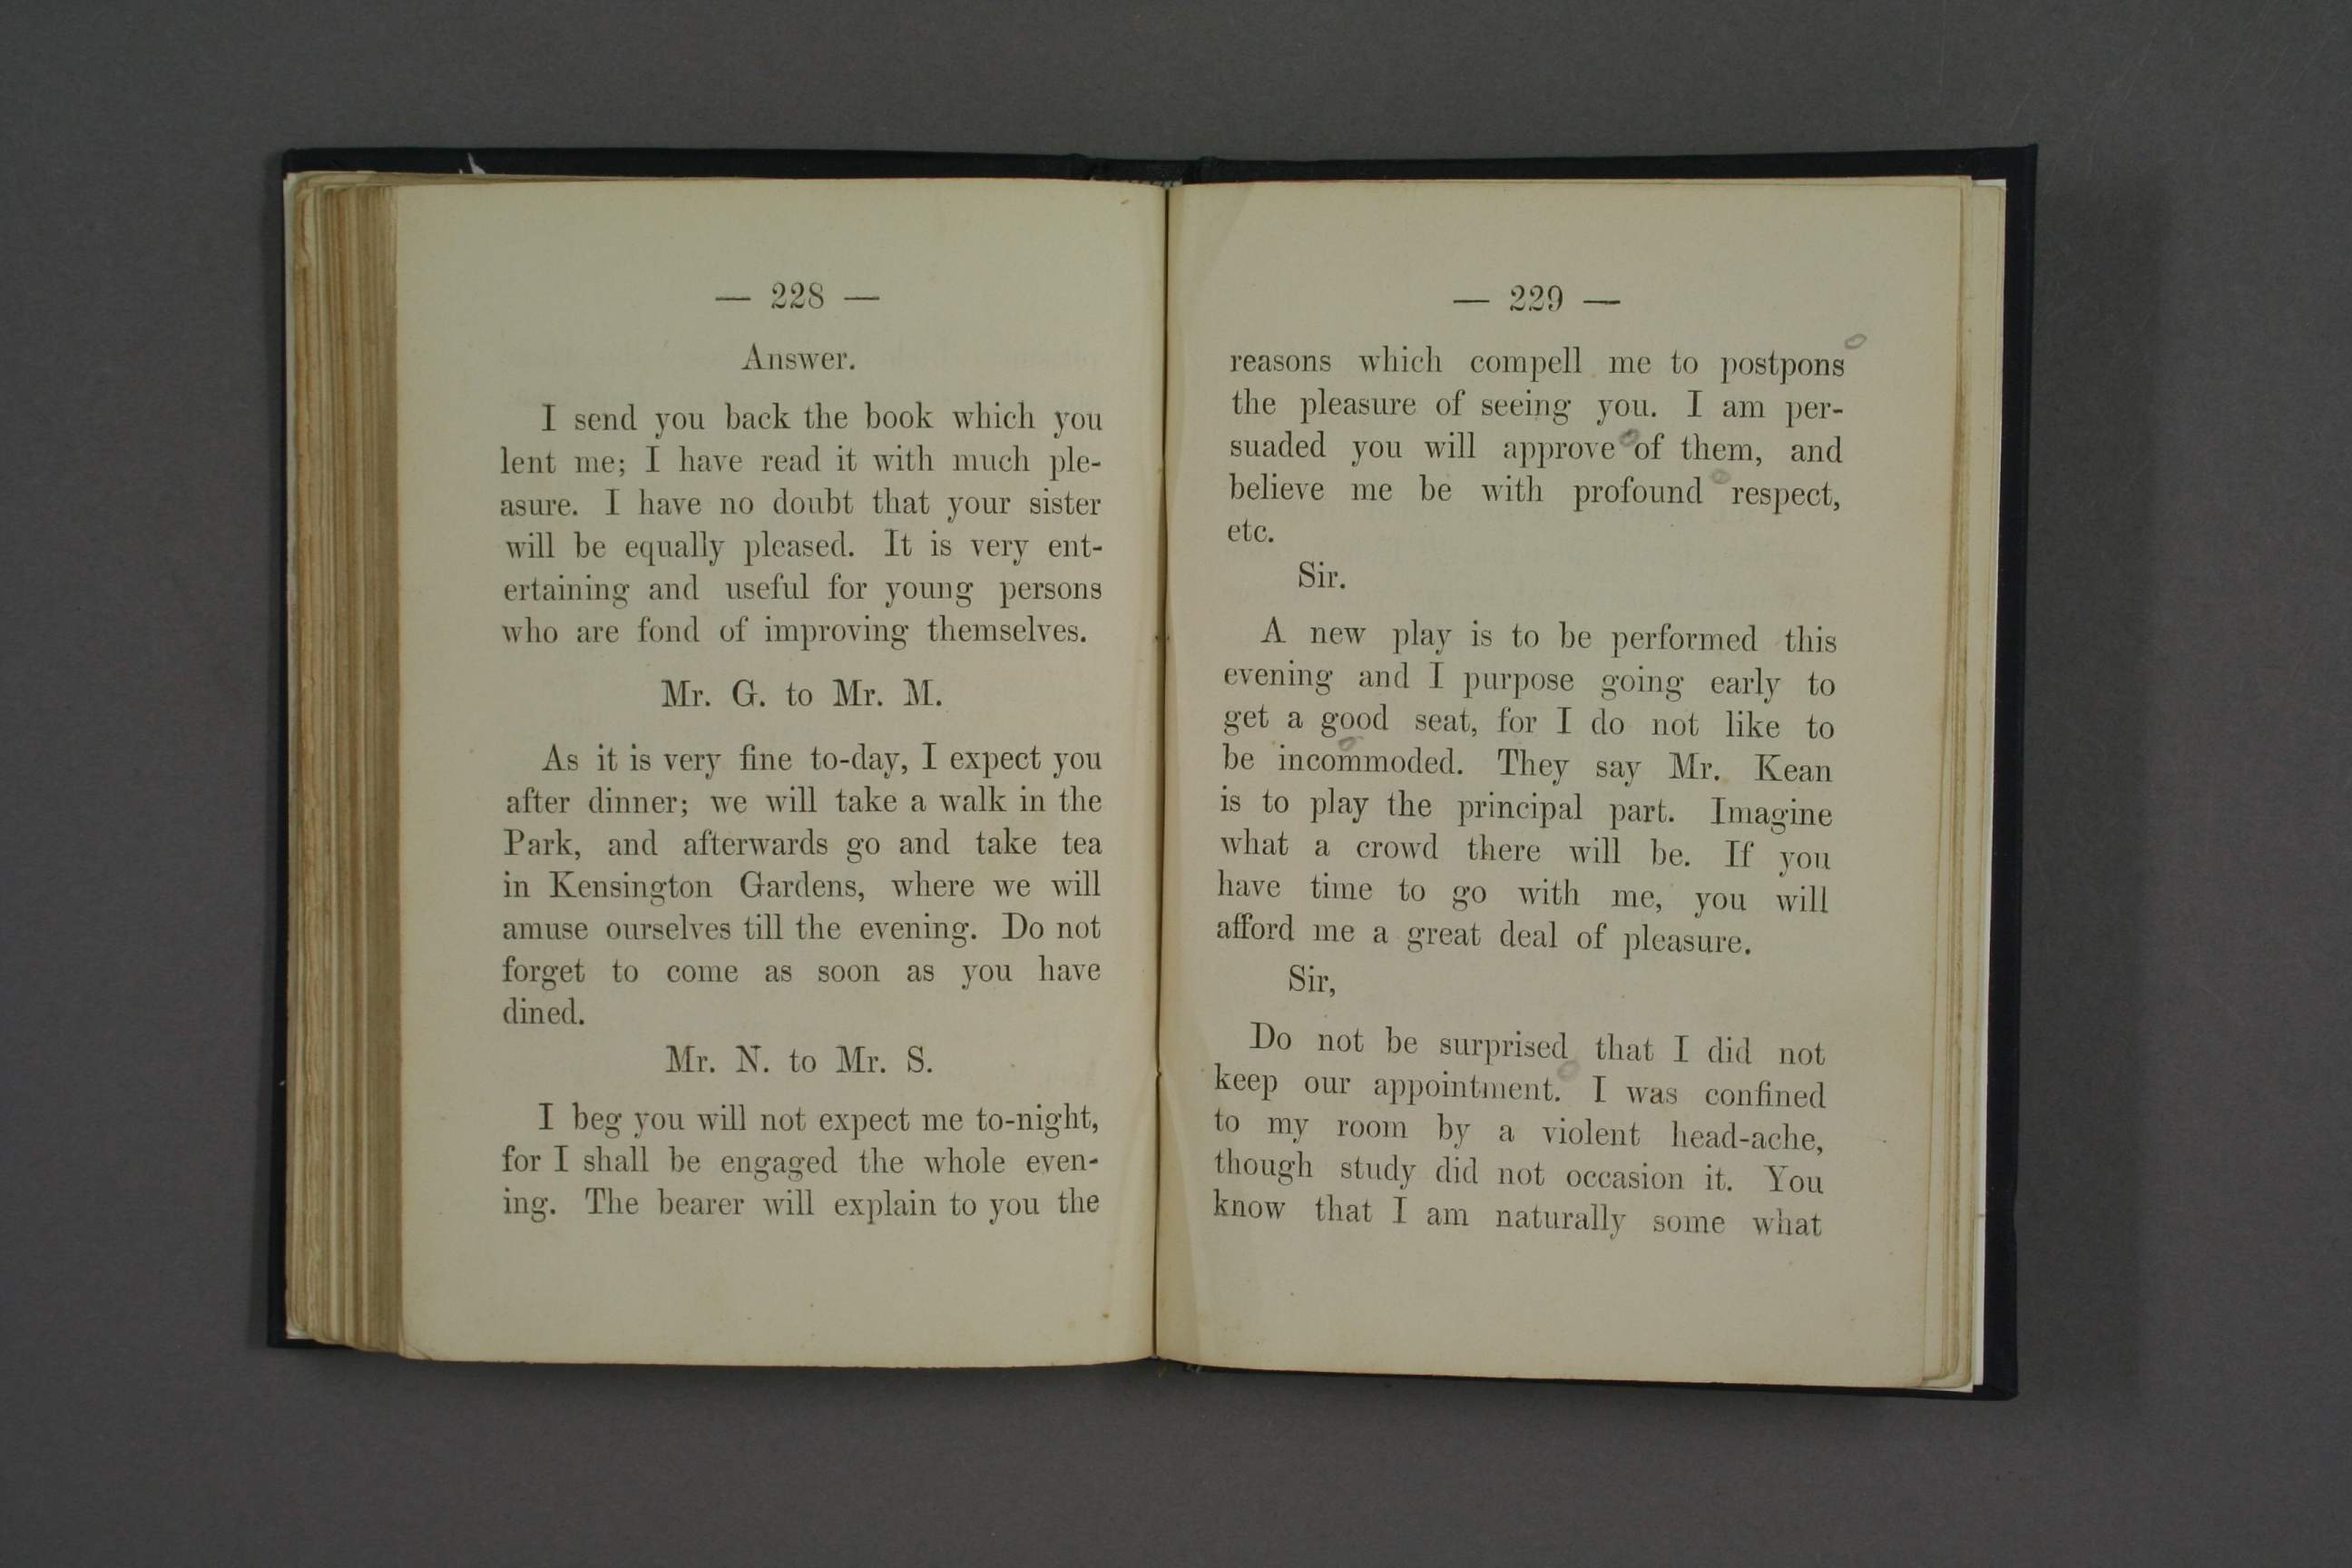 — 228 —
Answer.
I send you back the book which you
lent me; I have read it with much ple-
asure. I have no doubt that your sister
will be equally pleased. It is very ent-
ertaining and useful for young persons
who are fond of improving themselves.
Mr. G. to Mr. M.
As it is very fine to-day, I expect you
after dinner; we will take a walk in the
Park, and afterwards go and take tea
in Kensington Gardens, where we will
amuse ourselves till the evening. Do not
forget to come as soon as you have
dined.
Mr. N. to Mr. S.
I beg you will not expect me to-night,
for I shall be engaged the whole even-
ing. The bearer will explain to you the
— 229 —
reasons which compell me to postpons
the pleasure of seeing you. I am per-
suaded you will approve of them, and
believe me be with profound respect,
etc.
Sir.
A new play is to be performed this
evening and I purpose going early to
get a good seat, for I do not like to
be incommoded. They say Mr. Kean
is to play the principal part. Imagine
what a crowd there will be. If you
have time to go with me, you will
afford me a great deal of pleasure.
Sir,
Do not be surprised that I did not
keep our appointment. I was confined
to my room by a violent head-ache,
though study did not occasion it. You
know that I am naturally some what